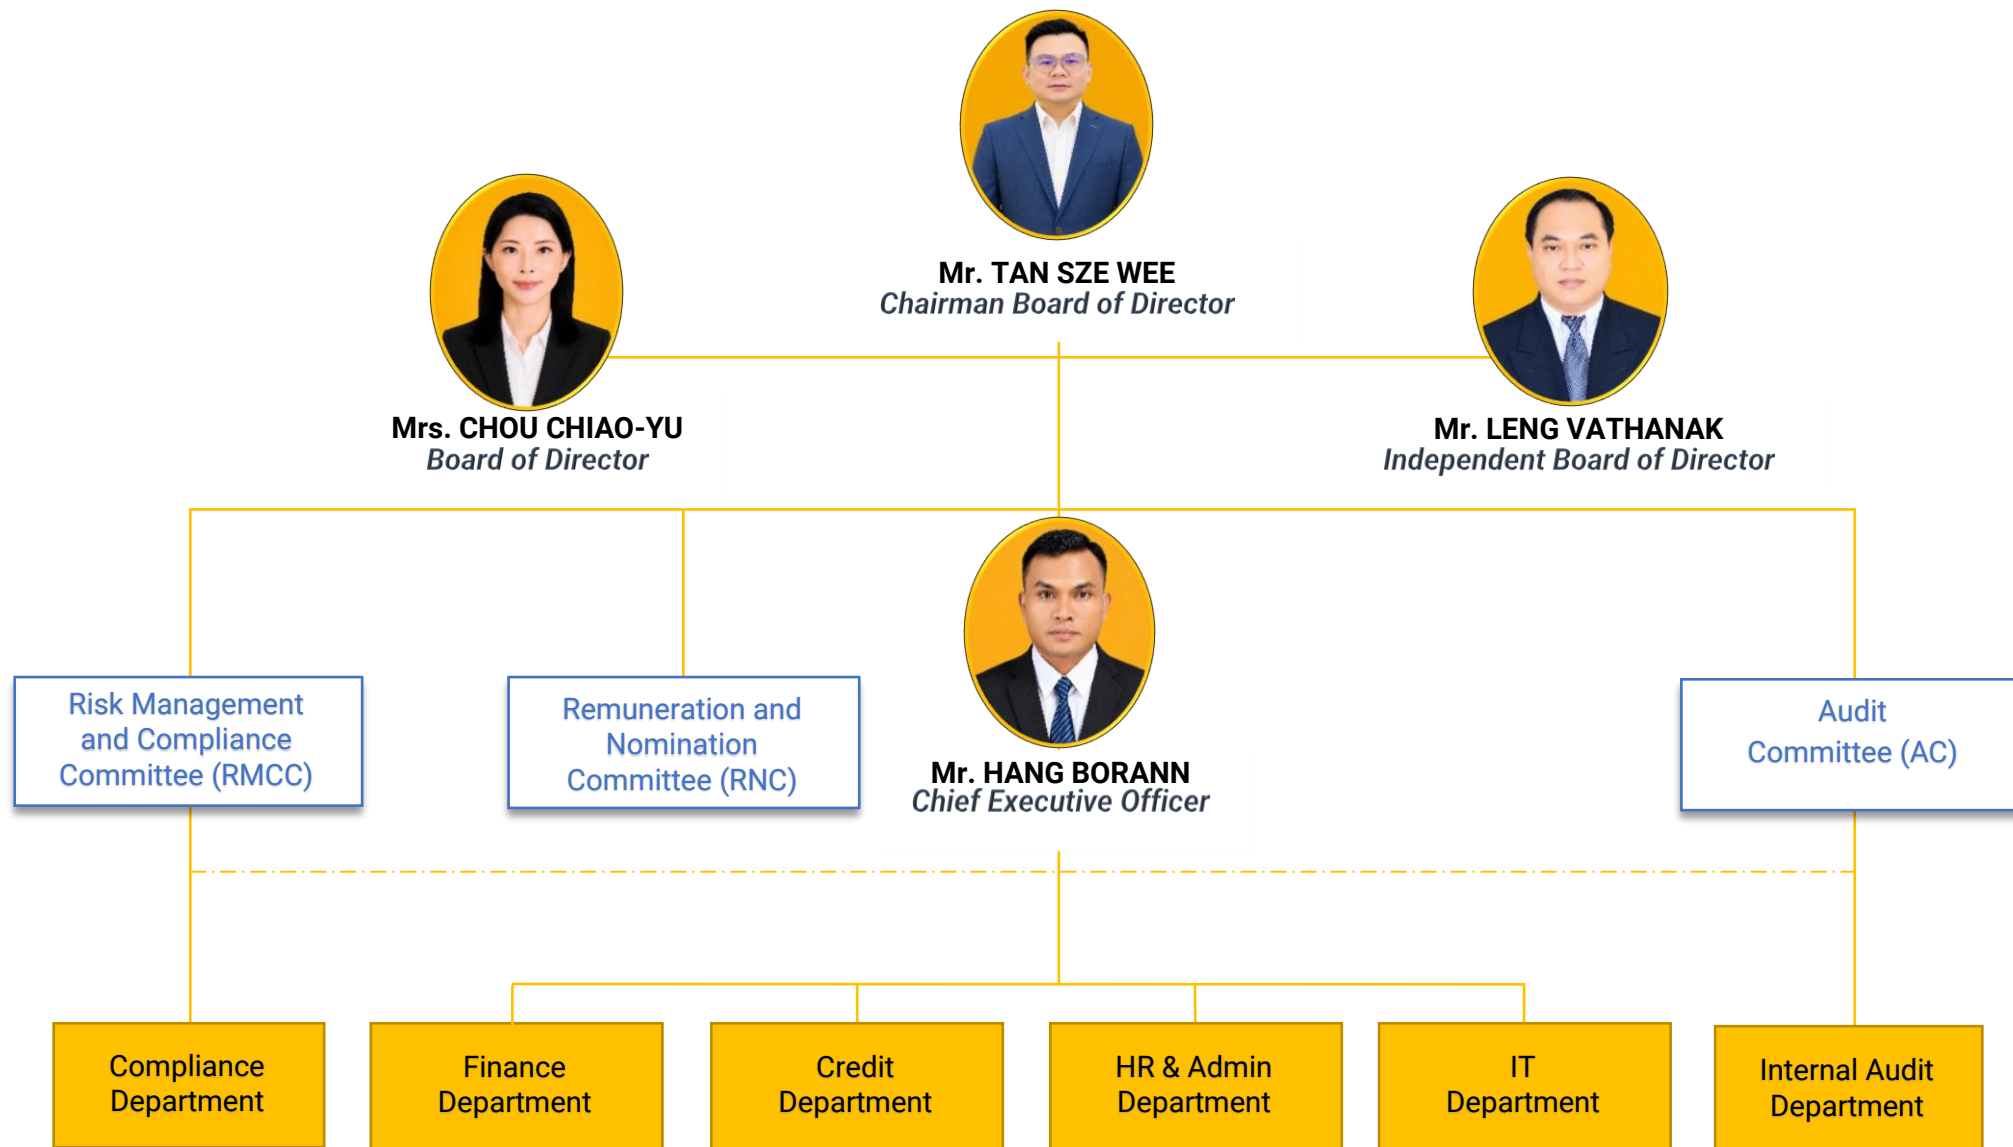 Mr. TAN SZE WEE
Chairman Board of Director
Mrs. CHOU CHIAO-YU
Board of Director
Mr. LENG VATHANAK
Independent Board of Director
Risk Management
and Compliance
Committee (RMCC)
Remuneration and
Nomination
Committee (RNC)
Mr. HANG BORANN
Chief Executive Officer
Audit
Committee (AC)
Compliance
Department
Finance
Department
Credit
Department
HR & Admin
Department
IT
Department
Internal Audit
Department